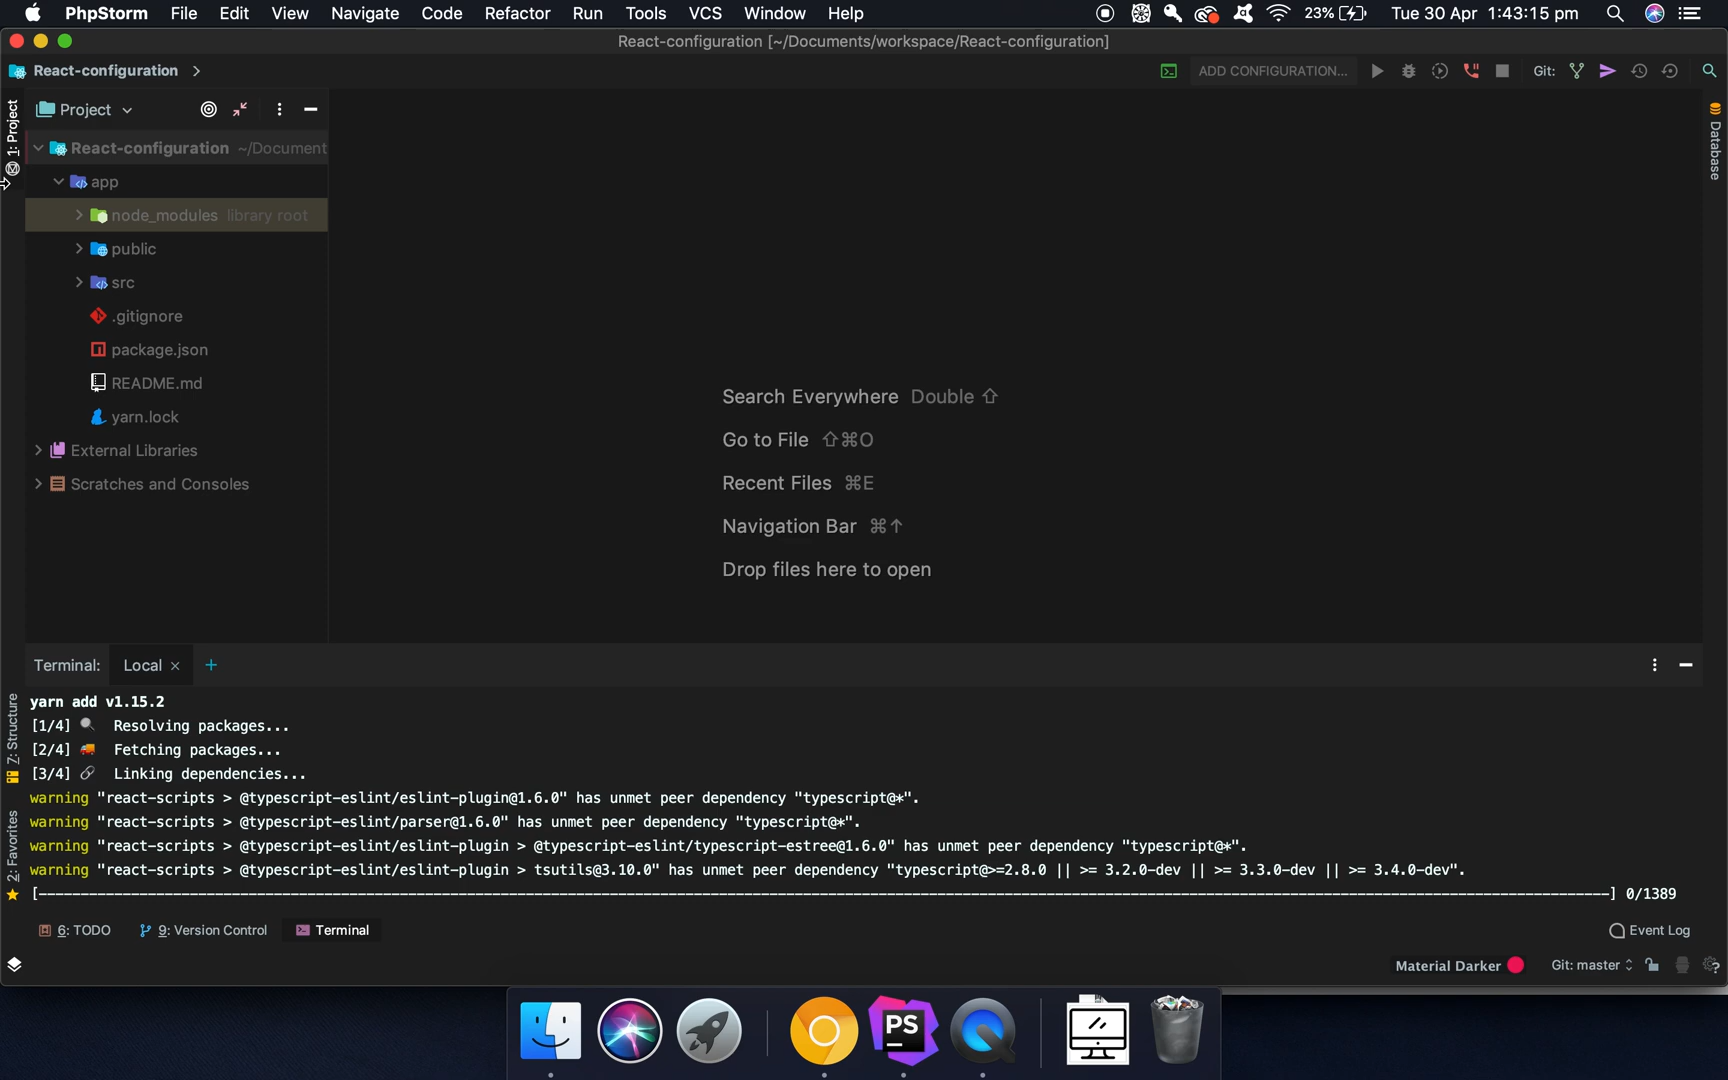 PhpStorm File Edit View Navigate Code Refactor Run Tools VCS Window Help 23% Tue 30 Apr 1:43:15 pm
React-configuration [~/Documents/workspace/React-configuration]
React-configuration ADD CONFIGURATION... Git:
1: Project
Project
React-configuration ~/Document
app
node_modules library root
public
src
.gitignore
package.json
README.md
yarn.lock
External Libraries
Scratches and Consoles
Database
Search Everywhere Double ⇧
Go to File ⇧⌘O
Recent Files ⌘E
Navigation Bar ⌘↑
Drop files here to open
Terminal: Local × +
yarn add v1.15.2
[1/4] 🔍 Resolving packages...
[2/4] 🚚 Fetching packages...
[3/4] 🔗 Linking dependencies...
warning "react-scripts > @typescript-eslint/eslint-plugin@1.6.0" has unmet peer dependency "typescript@*".
warning "react-scripts > @typescript-eslint/parser@1.6.0" has unmet peer dependency "typescript@*".
warning "react-scripts > @typescript-eslint/eslint-plugin > @typescript-eslint/typescript-estree@1.6.0" has unmet peer dependency "typescript@*".
warning "react-scripts > @typescript-eslint/eslint-plugin > tsutils@3.10.0" has unmet peer dependency "typescript@>=2.8.0 || >= 3.2.0-dev || >= 3.3.0-dev || >= 3.4.0-dev".
[----------] 0/1389
7: Structure
2: Favorites
6: TODO 9: Version Control Terminal Event Log
Material Darker Git: master
PS